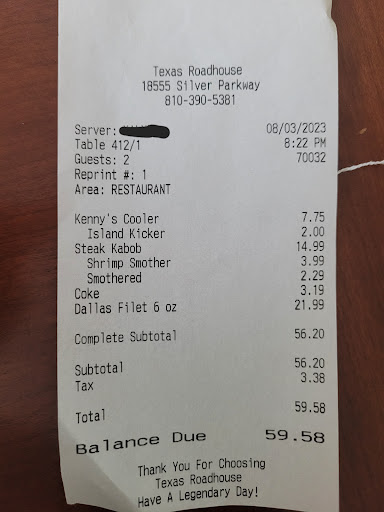 Texas Roadhouse
18555 Silver Parkway
810-390-5381
Server: 08/03/2023
Table 412/1 8:22 PM
Guests: 2 70032
Reprint #: 1
Area: RESTAURANT
Kenny's Cooler 7.75
Island Kicker 2.00
Steak Kabob 14.99
Shrimp Smother 3.99
Smothered 2.29
Coke 3.19
Dallas Filet 6 oz 21.99
Complete Subtotal 56.20
Subtotal 56.20
Tax 3.38
Total 59.58
Balance Due 59.58
Thank You For Choosing
Texas Roadhouse
Have A Legendary Day!